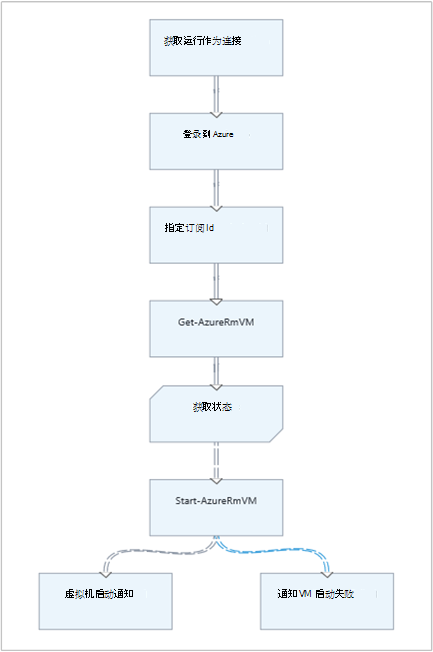 获取运行作为连接
登录到 Azure
指定订阅 Id
Get-AzureRmVM
获取状态
Start-AzureRmVM
虚拟机启动通知
通知 VM 启动失败